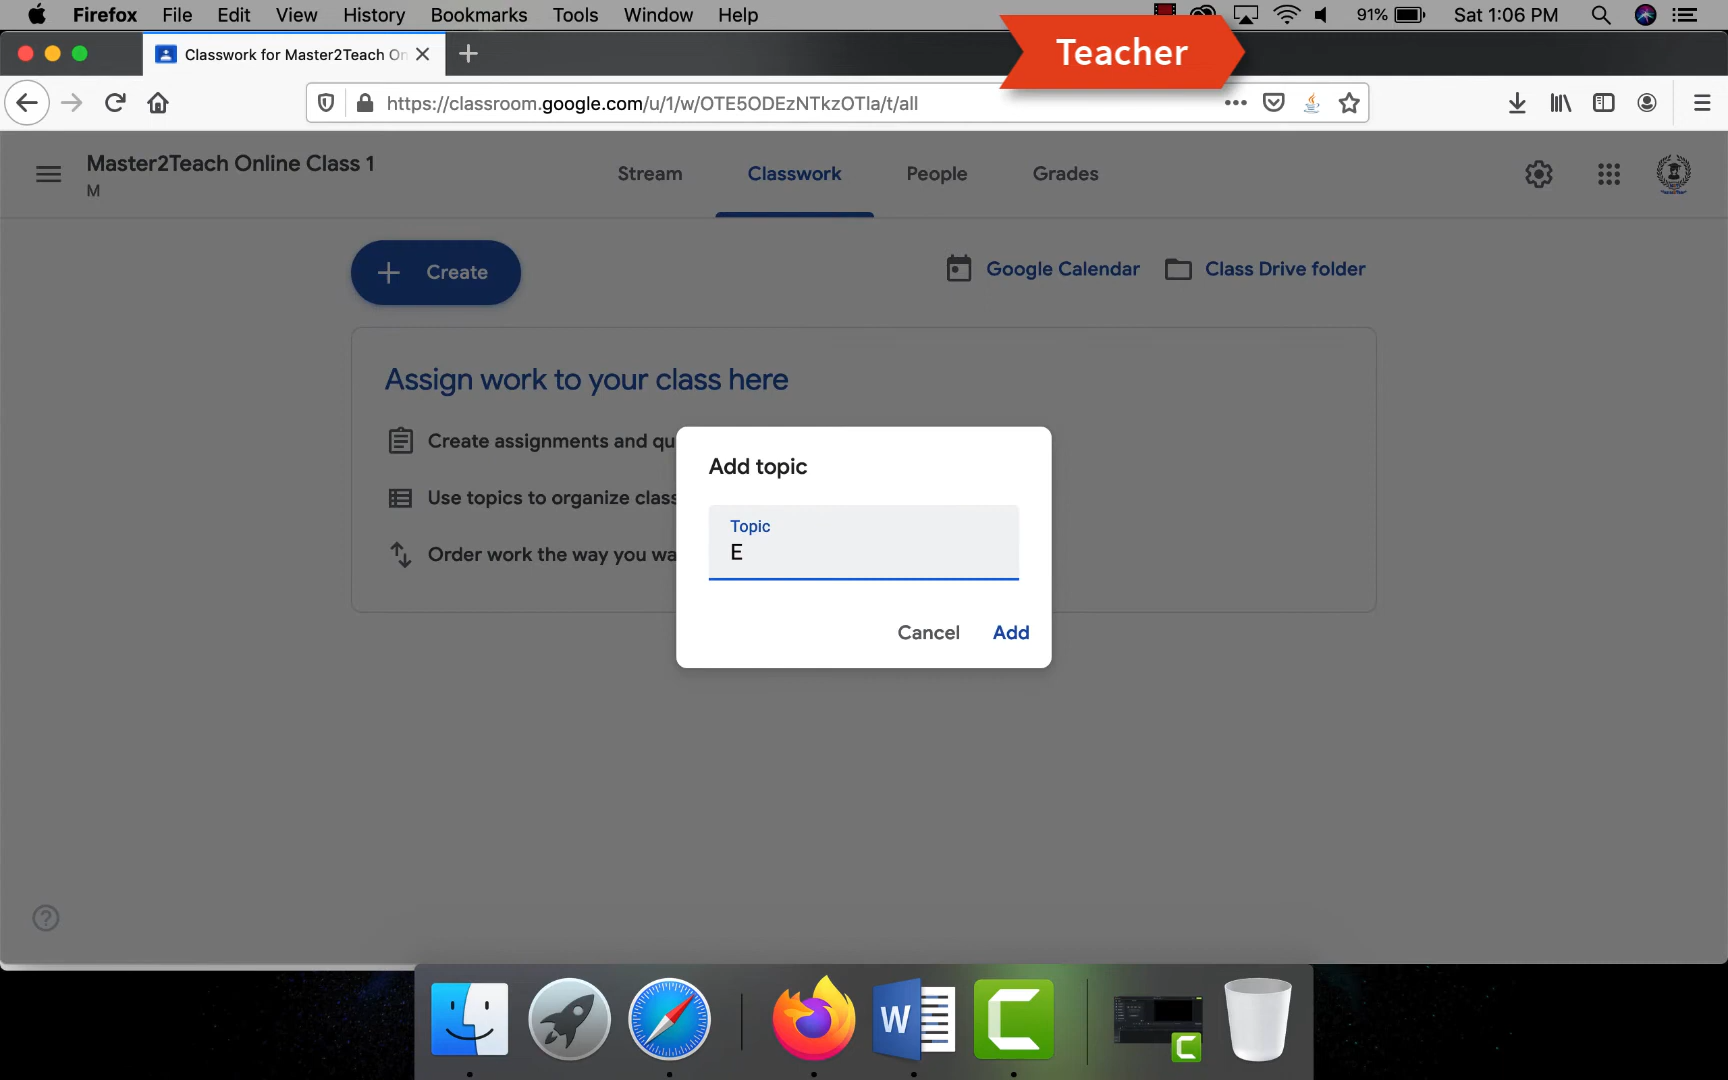 Firefox File Edit View History Bookmarks Tools Window Help 91% Sat 1:06 PM
Teacher
Classwork for Master2Teach On
https://classroom.google.com/u/1/w/OTE5ODEzNTkzOTla/t/all
Master2Teach Online Class 1
M
Stream Classwork People Grades
Create
Google Calendar Class Drive folder
Assign work to your class here
Create assignments and qu
Use topics to organize class
Order work the way you wa
Add topic
Topic
E
Cancel Add
W